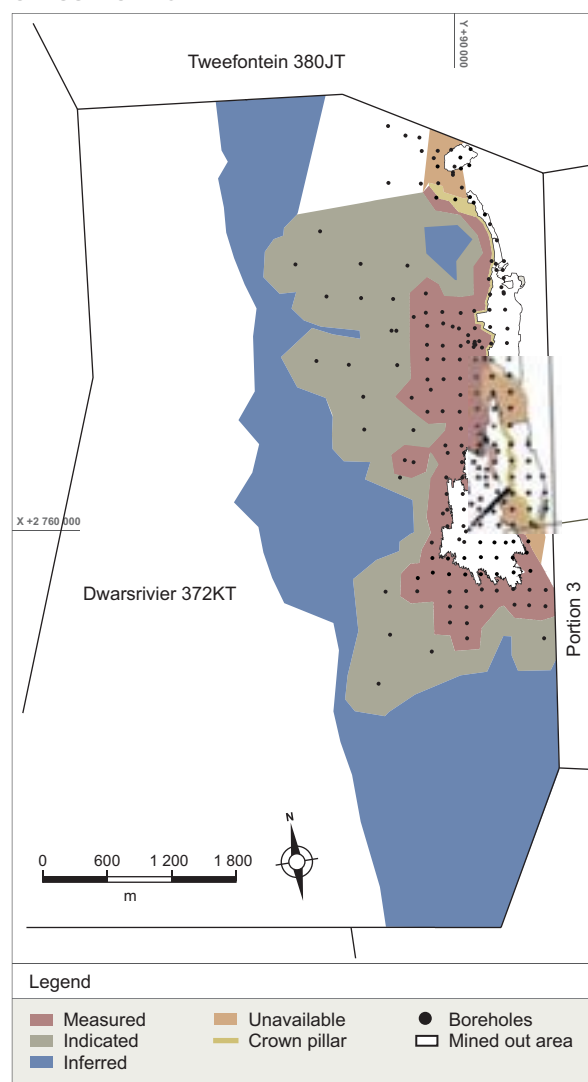 Tweefontein 380JT
Y +90 000
X +2 760 000
Dwarsrivier 372KT
Portion 3
N
0 600 1 200 1 800
m
Legend
Measured
Indicated
Inferred
Unavailable
Crown pillar
Boreholes
Mined out area